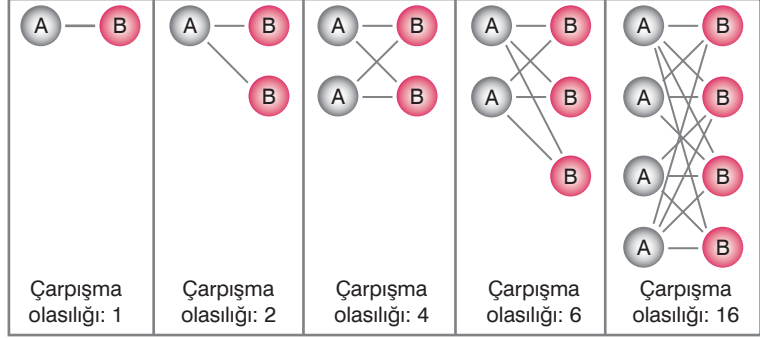 A B
Çarpışma
olasılığı: 1
A B
B
Çarpışma
olasılığı: 2
A B
A B
Çarpışma
olasılığı: 4
A B
A B
B
Çarpışma
olasılığı: 6
A B
A B
A B
A B
Çarpışma
olasılığı: 16